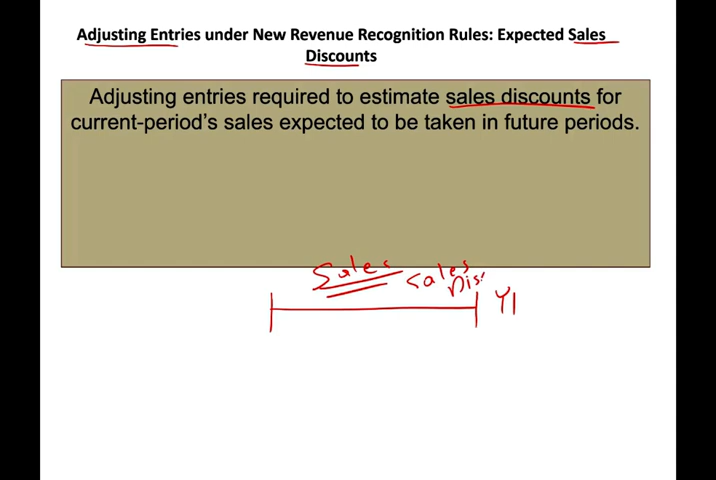 Adjusting Entries under New Revenue Recognition Rules: Expected Sales
Discounts
Adjusting entries required to estimate sales discounts for
current-period's sales expected to be taken in future periods.
Sales
Sales
Dis
Y1